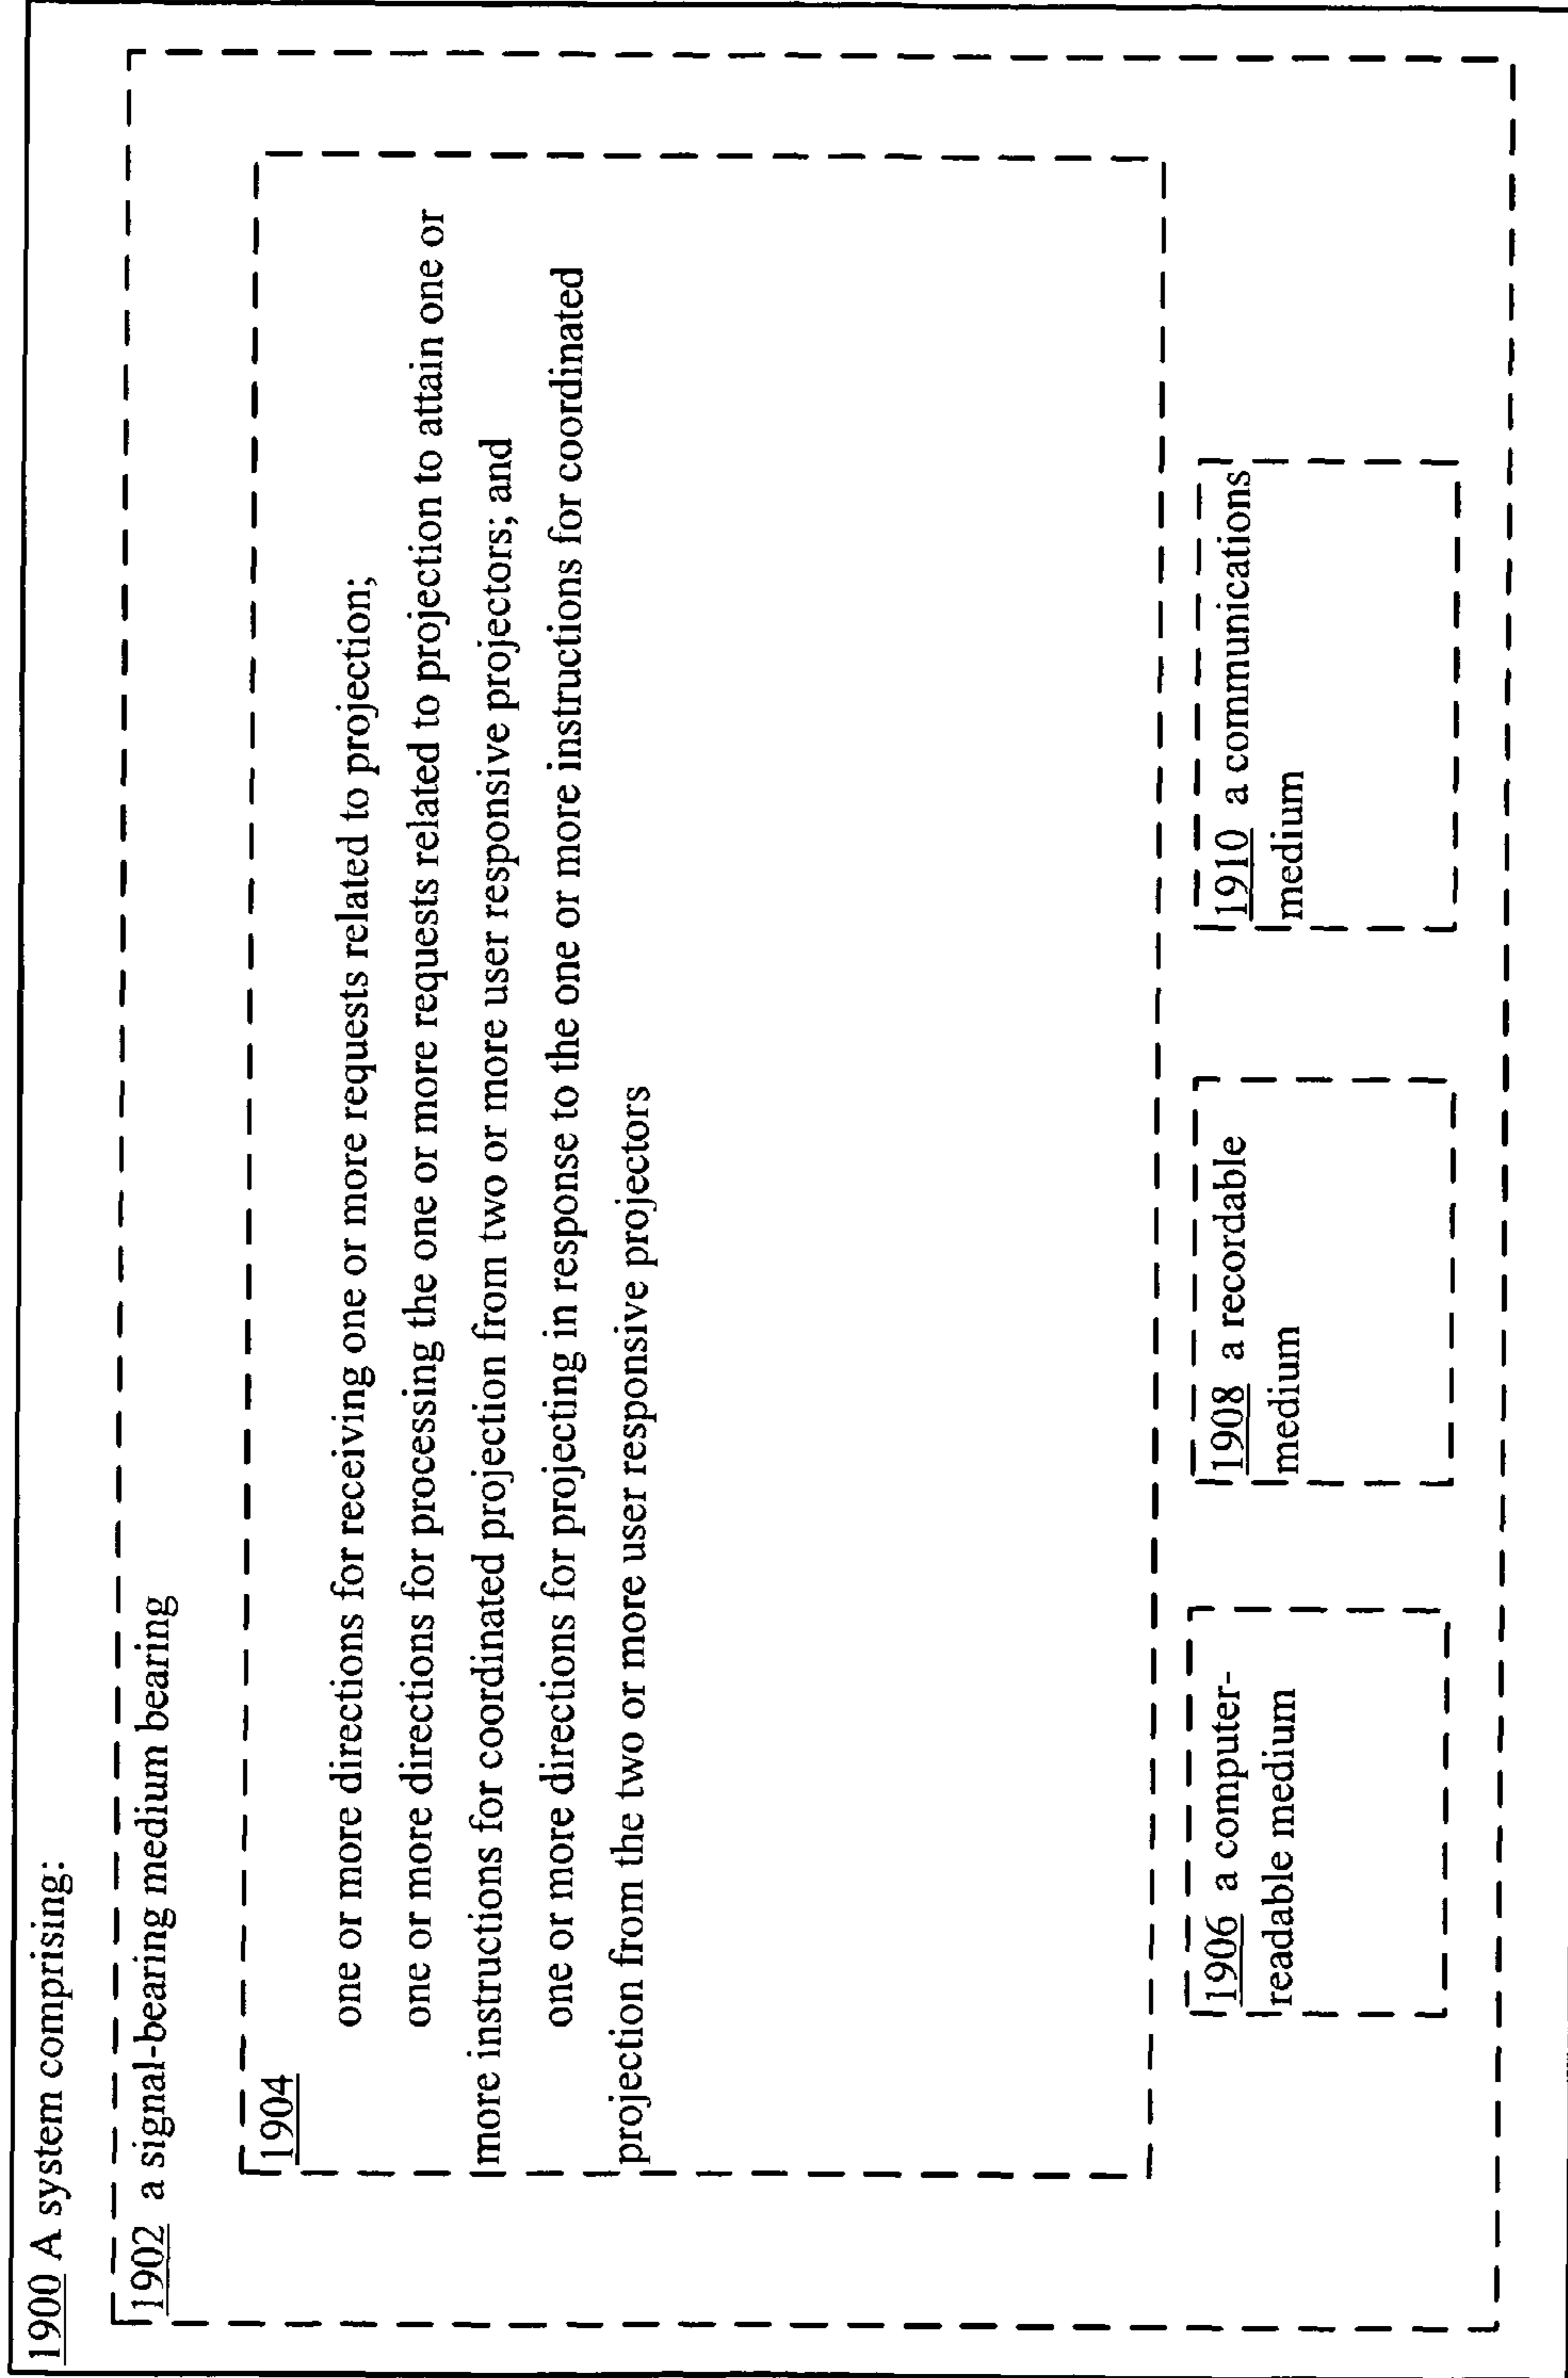 1900 A system comprising:
1902 a signal-bearing medium bearing
1904
one or more directions for receiving one or more requests related to projection;
one or more directions for processing the one or more requests related to projection to attain one or
more instructions for coordinated projection from two or more user responsive projectors; and
one or more directions for projecting in response to the one or more instructions for coordinated
projection from the two or more user responsive projectors
1906 a computer-
readable medium
1908 a recordable
medium
1910 a communications
medium